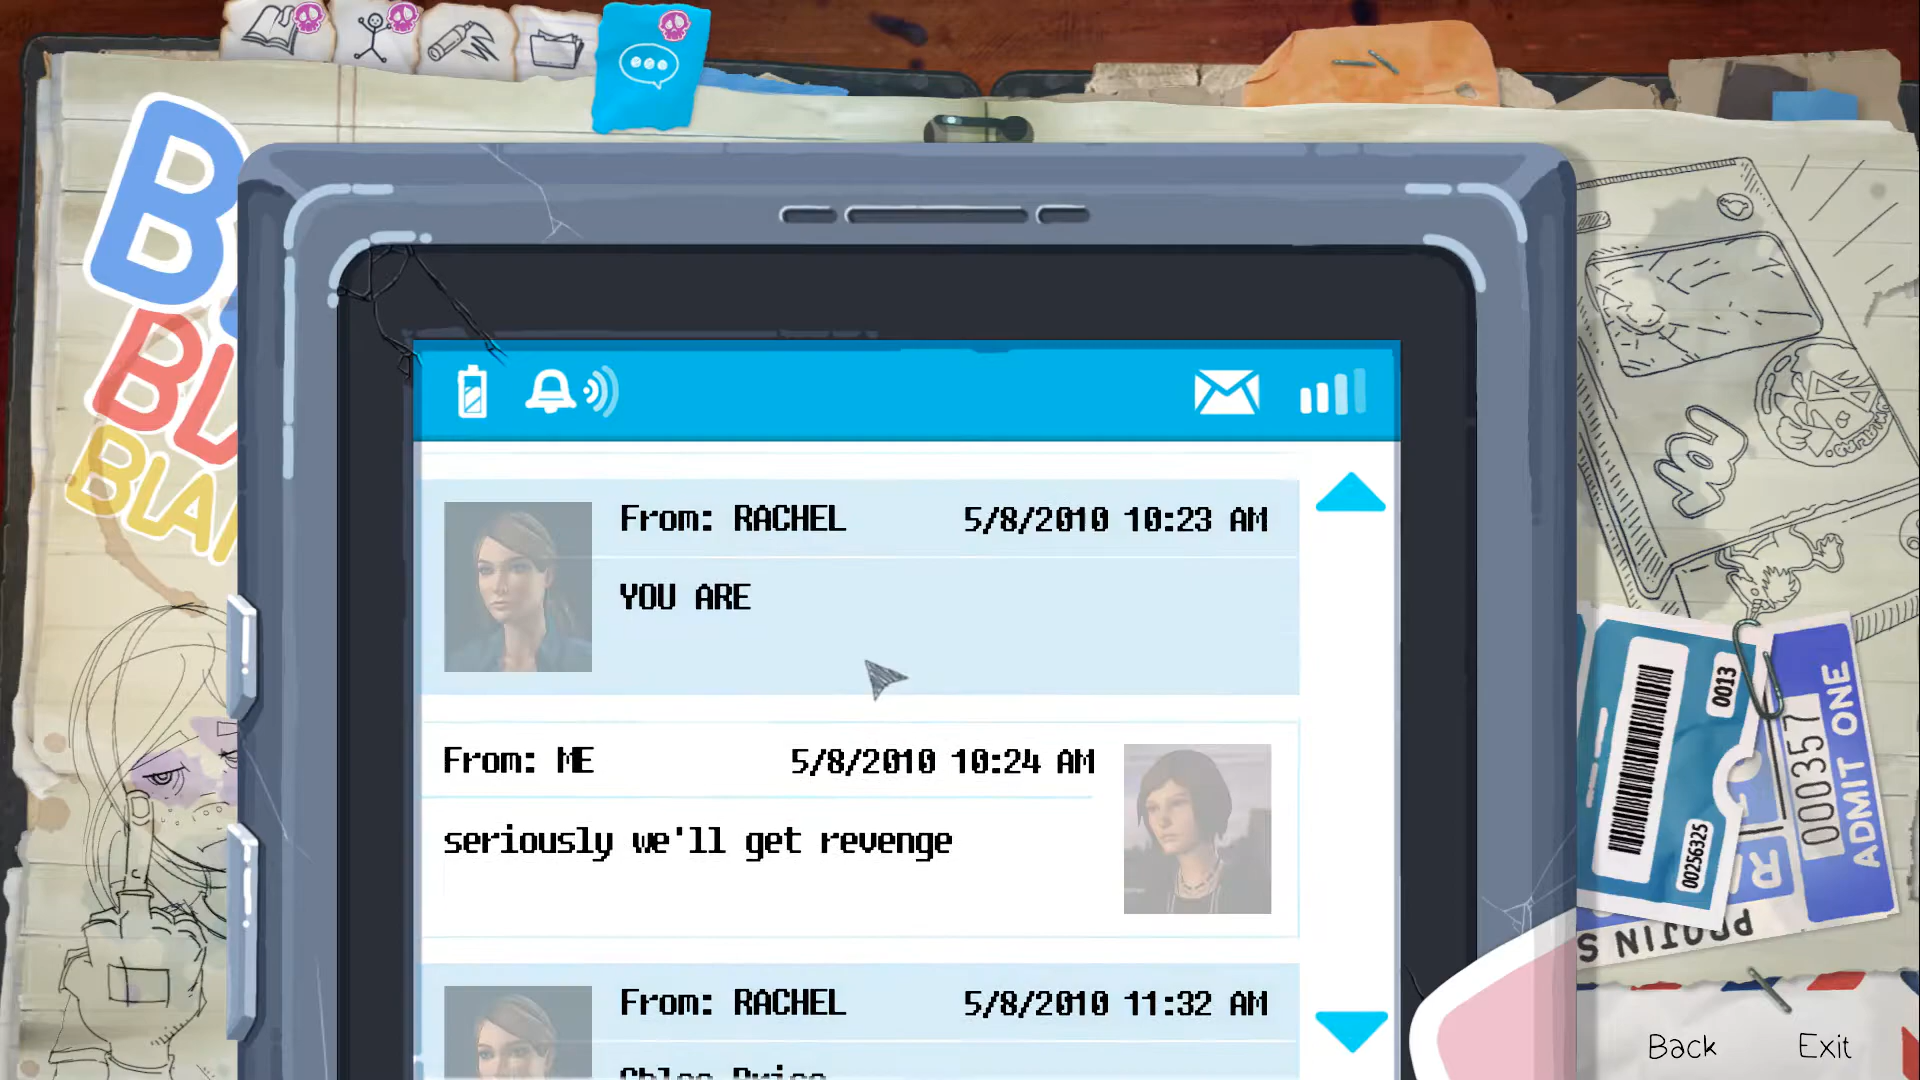 From: RACHEL 5/8/2010 10:23 AM
YOU ARE
From: ME 5/8/2010 10:24 AM
seriously we'll get revenge
From: RACHEL 5/8/2010 11:32 AM
Chloe Price
0013
00256325
000357
ADMIT ONE
Back Exit